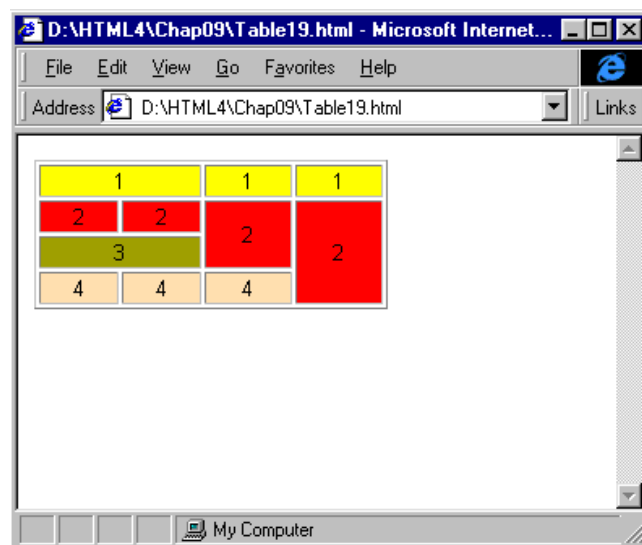 D:\HTML4\Chap09\Table19.html - Microsoft Internet...
File Edit View Go Favorites Help
Address D:\HTML4\Chap09\Table19.html Links
1 1 1
2 2 2 2
3
4 4 4
My Computer